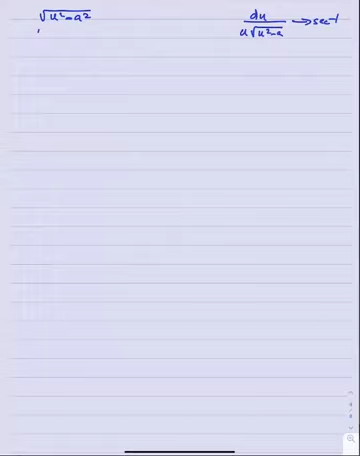 √u²-a²
du / u√u²-a → sec⁻¹